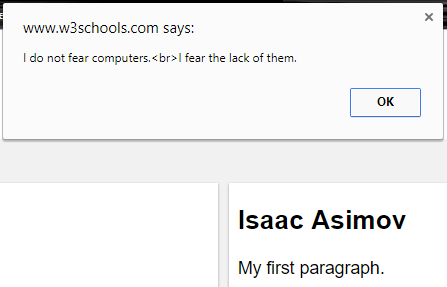 www.w3schools.com says:
I do not fear computers.<br>I fear the lack of them.
OK
Isaac Asimov
My first paragraph.